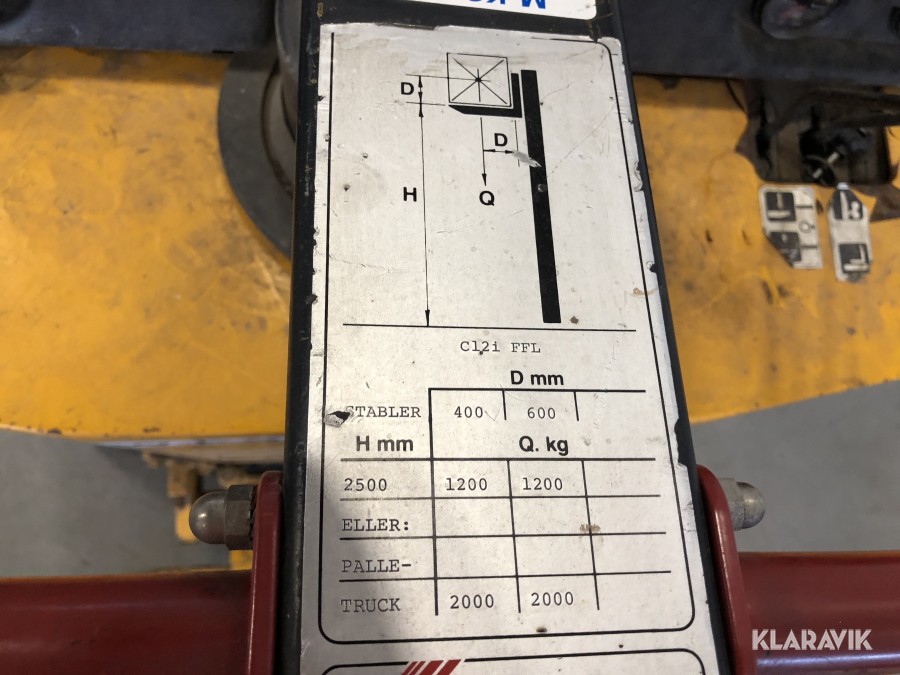 D
D
H
Q
C12i FFL
D mm
STABLER 400 600
H mm Q. kg
2500 1200 1200
ELLER:
PALLE-
TRUCK 2000 2000
KLARAVIK